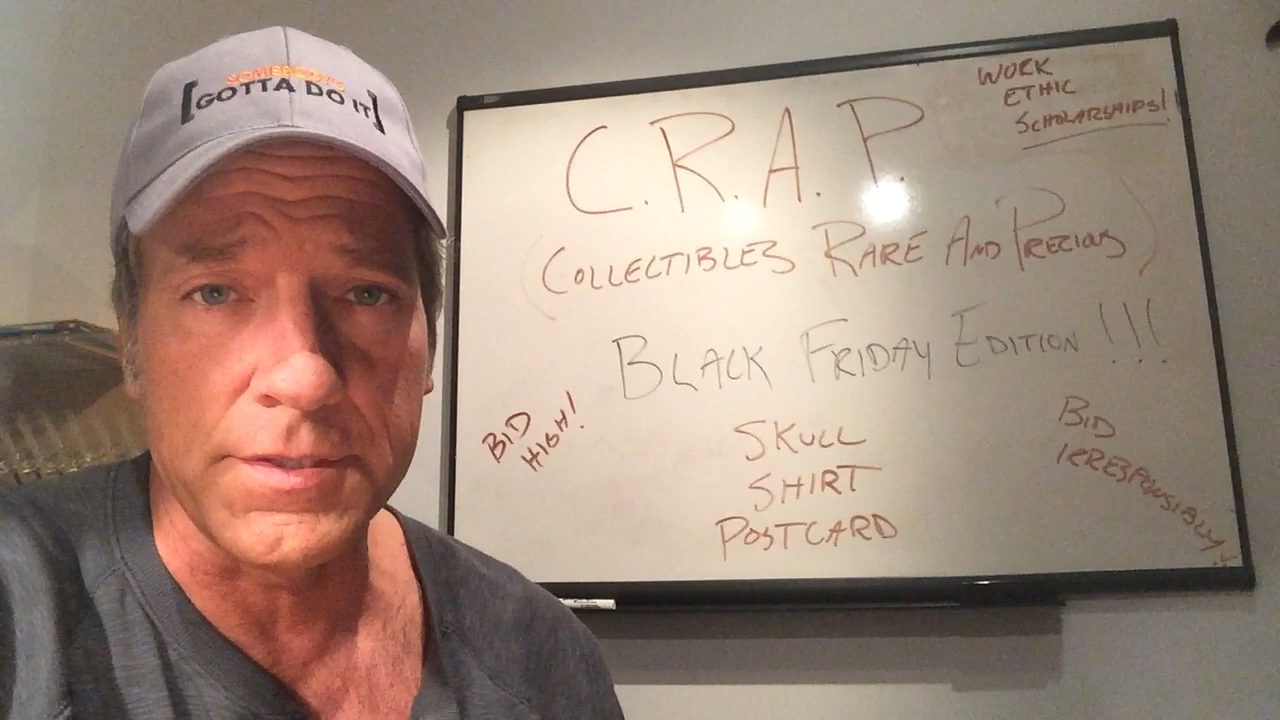 SOMEBODY'S
[GOTTA DO IT]
WORK
ETHIC
SCHOLARSHIPS!
C.R.A.P.
(COLLECTIBLES RARE AND PRECIOUS)
BLACK FRIDAY EDITION!!!
BID
HIGH!
SKULL
SHIRT
POSTCARD
BID
IRRESPONSIBLY!